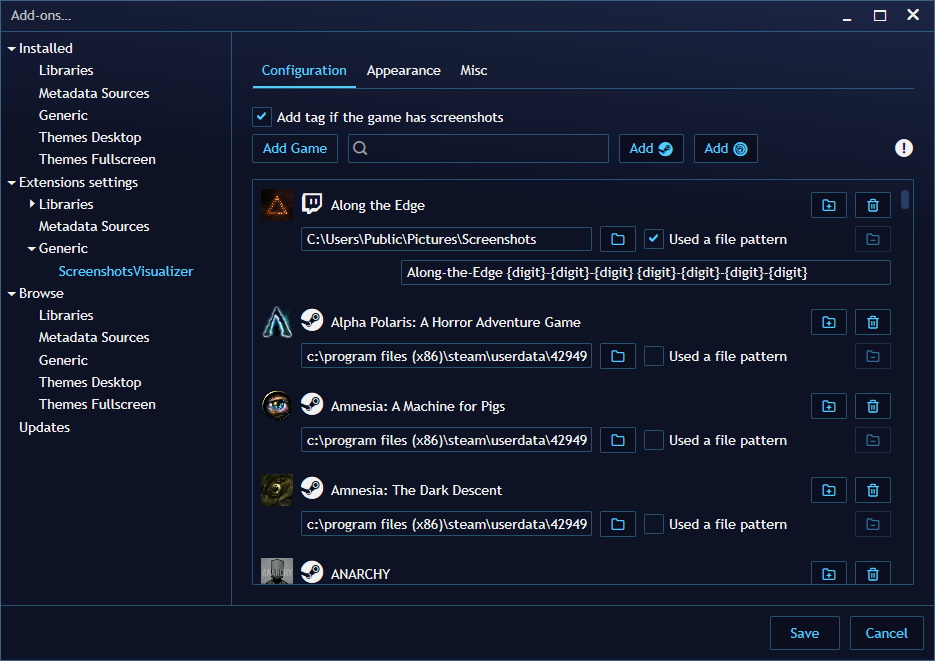 Add-ons...
Installed
Libraries
Metadata Sources
Generic
Themes Desktop
Themes Fullscreen
Extensions settings
Libraries
Metadata Sources
Generic
ScreenshotsVisualizer
Browse
Libraries
Metadata Sources
Generic
Themes Desktop
Themes Fullscreen
Updates
Configuration Appearance Misc
Add tag if the game has screenshots
Add Game Add Add
Along the Edge
C:\Users\Public\Pictures\Screenshots Used a file pattern
Along-the-Edge {digit}-{digit}-{digit} {digit}-{digit}-{digit}-{digit}
Alpha Polaris: A Horror Adventure Game
c:\program files (x86)\steam\userdata\42949 Used a file pattern
Amnesia: A Machine for Pigs
c:\program files (x86)\steam\userdata\42949 Used a file pattern
Amnesia: The Dark Descent
c:\program files (x86)\steam\userdata\42949 Used a file pattern
ANARCHY
ANARCHY
Save Cancel